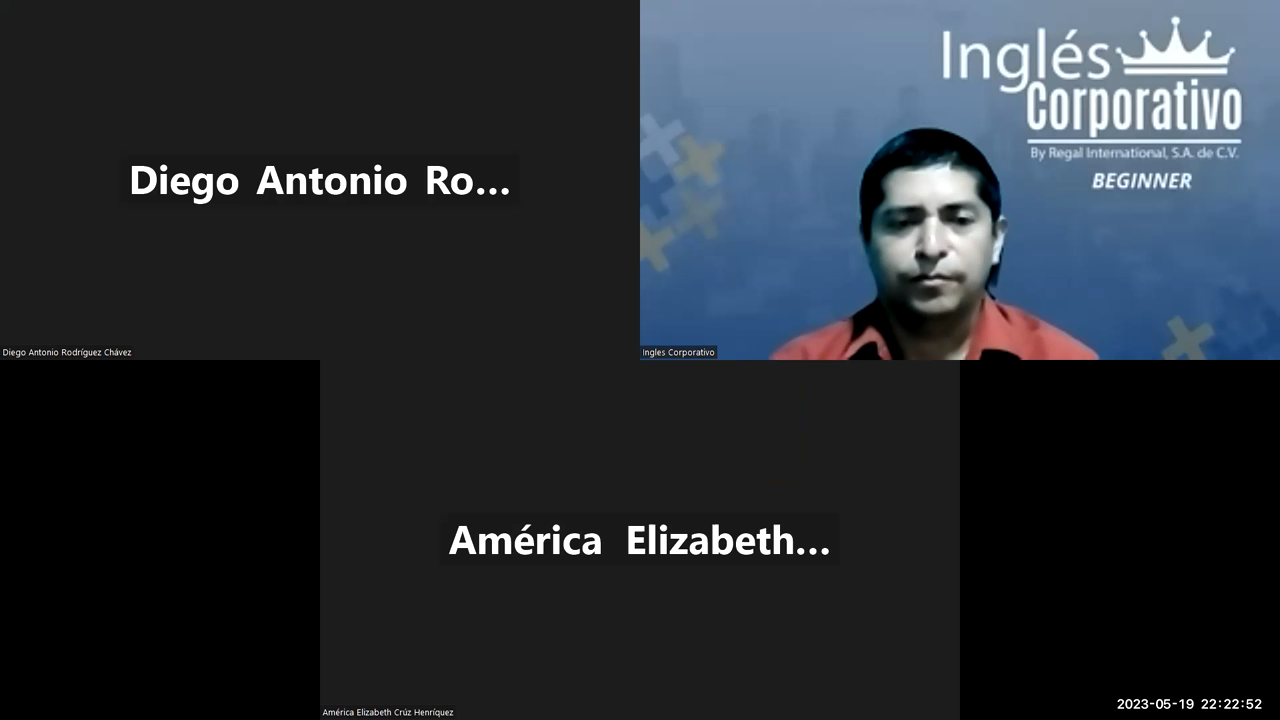 Diego Antonio Ro...
Diego Antonio Rodríguez Chávez
Inglés
Corporativo
By Regal International, S.A. de C.V.
BEGINNER
Ingles Corporativo
América Elizabeth...
América Elizabeth Crúz Henríquez
2023-05-19 22:22:52